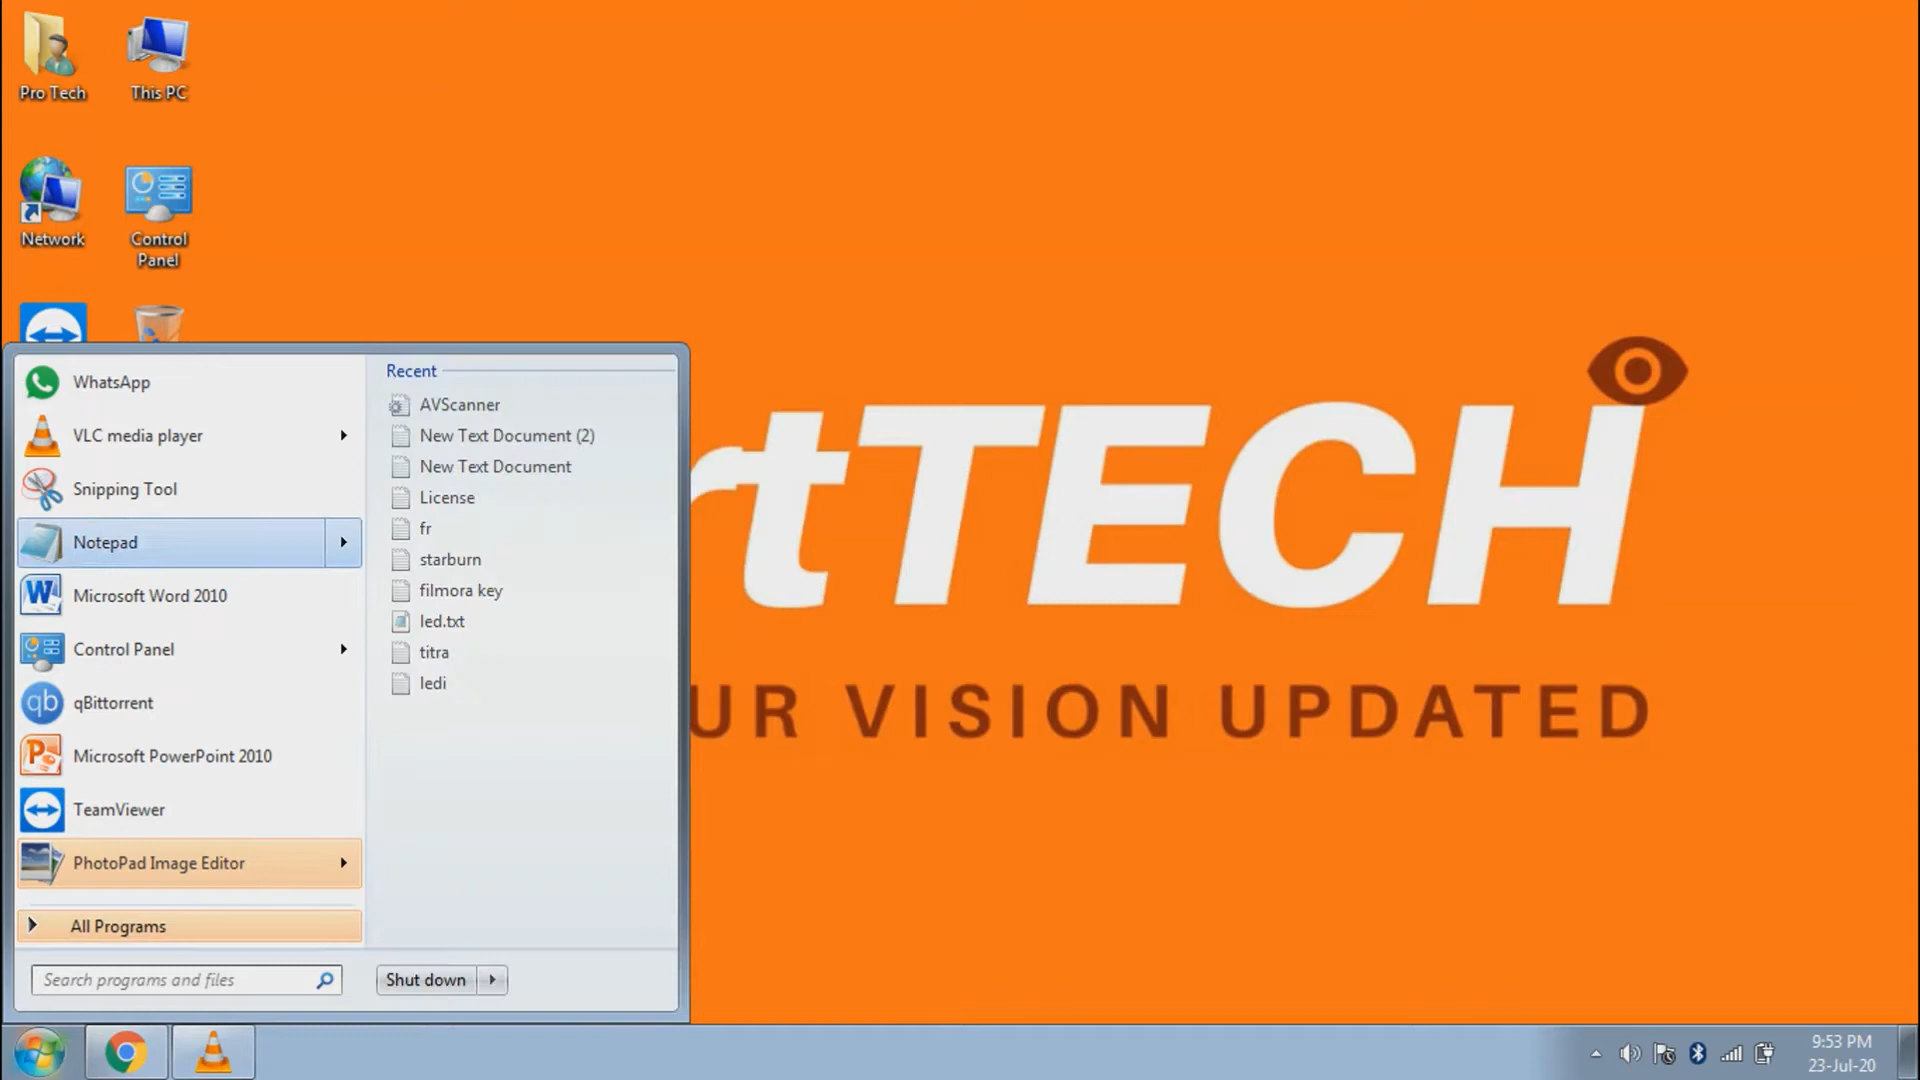 Pro Tech
This PC
Network
Control
Panel
WhatsApp
VLC media player
Snipping Tool
Notepad
Microsoft Word 2010
Control Panel
qBittorrent
Microsoft PowerPoint 2010
TeamViewer
PhotoPad Image Editor
All Programs
Search programs and files
Recent
AVScanner
New Text Document (2)
New Text Document
License
fr
starburn
filmora key
led.txt
titra
ledi
Shut down
rtTECH
UR VISION UPDATED
9:53 PM
23-Jul-20